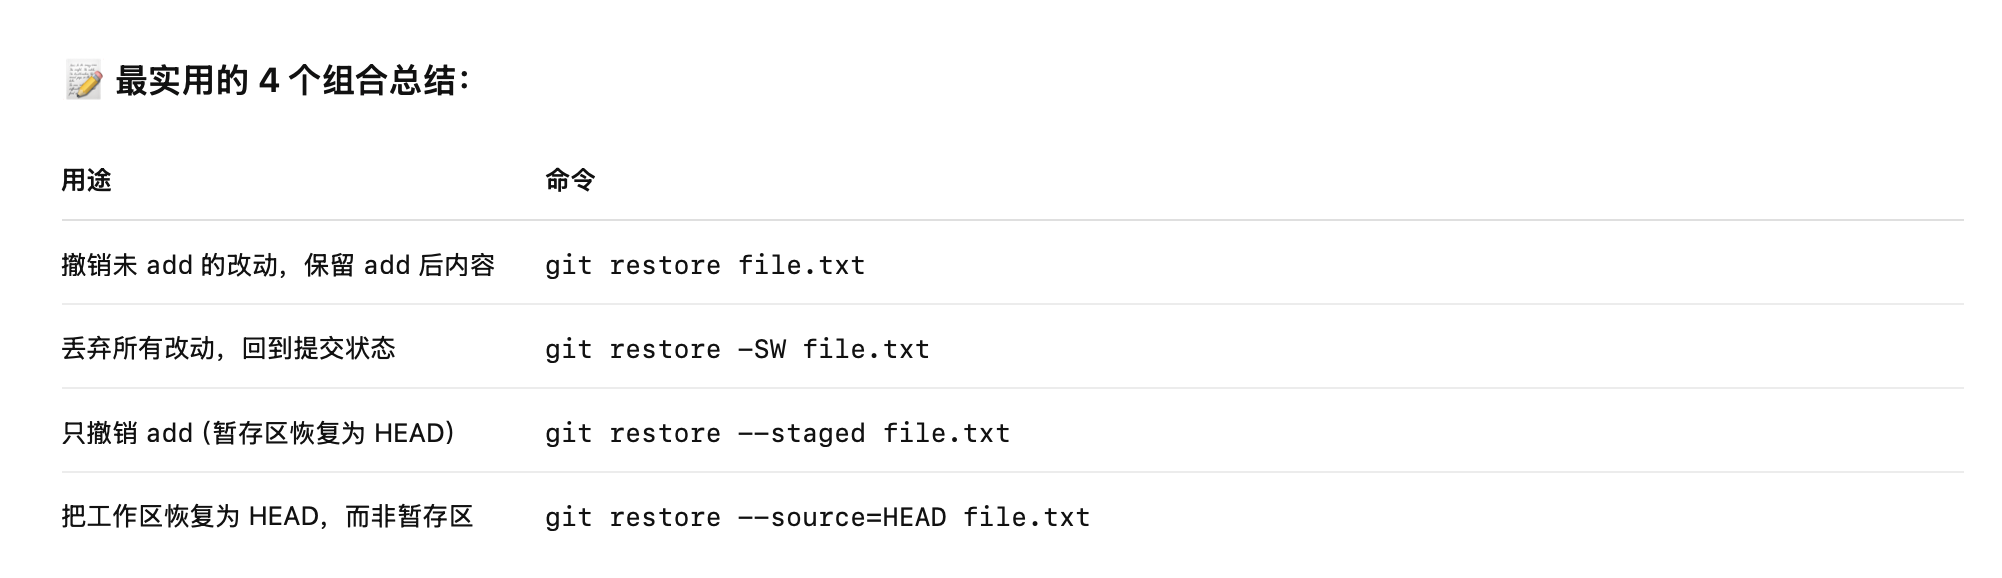 📝 最实用的 4 个组合总结：
用途 命令
撤销未 add 的改动，保留 add 后内容 git restore file.txt
丢弃所有改动，回到提交状态 git restore -SW file.txt
只撤销 add（暂存区恢复为 HEAD） git restore --staged file.txt
把工作区恢复为 HEAD，而非暂存区 git restore --source=HEAD file.txt